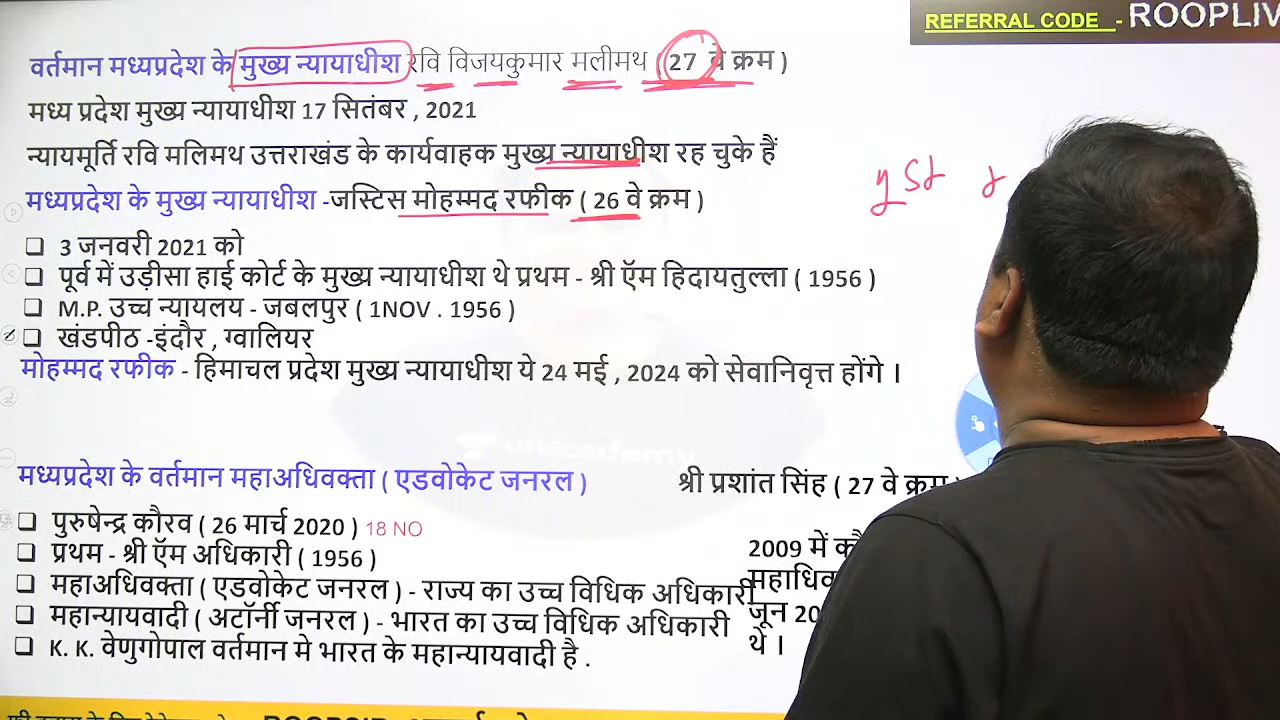 REFERRAL CODE - ROOPLIV
वर्तमान मध्यप्रदेश के मुख्य न्यायाधीश रवि विजयकुमार मलीमथ ( 27 वे क्रम )
मध्य प्रदेश मुख्य न्यायाधीश 17 सितंबर , 2021
न्यायमूर्ति रवि मलिमथ उत्तराखंड के कार्यवाहक मुख्य न्यायाधीश रह चुके हैं
मध्यप्रदेश के मुख्य न्यायाधीश -जस्टिस मोहम्मद रफीक ( 26 वे क्रम )
❑ 3 जनवरी 2021 को
❑ पूर्व में उड़ीसा हाई कोर्ट के मुख्य न्यायाधीश थे प्रथम - श्री ऍम हिदायतुल्ला ( 1956 )
❑ M.P. उच्च न्यायलय - जबलपुर ( 1NOV . 1956 )
❑ खंडपीठ -इंदौर , ग्वालियर
मोहम्मद रफीक - हिमाचल प्रदेश मुख्य न्यायाधीश ये 24 मई , 2024 को सेवानिवृत्त होंगे ।
unacademy
मध्यप्रदेश के वर्तमान महाअधिवक्ता ( एडवोकेट जनरल ) श्री प्रशांत सिंह ( 27 वे क्रम
❑ पुरुषेन्द्र कौरव ( 26 मार्च 2020 ) 18 NO
❑ प्रथम - श्री ऍम अधिकारी ( 1956 )
❑ महाअधिवक्ता ( एडवोकेट जनरल ) - राज्य का उच्च विधिक अधिकारी
❑ महान्यायवादी ( अटॉर्नी जनरल ) - भारत का उच्च विधिक अधिकारी
❑ K. K. वेणुगोपाल वर्तमान मे भारत के महान्यायवादी है .
2009 में
महाधिव
जून 20
थे ।